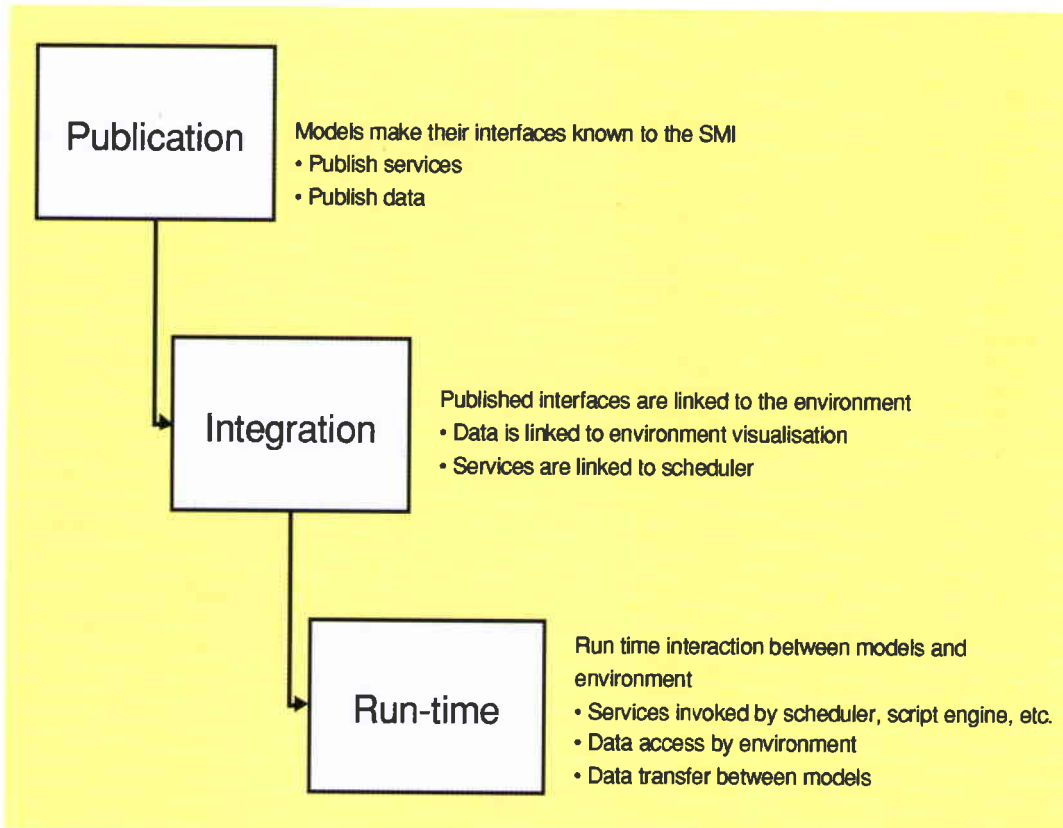 Publication
Models make their interfaces known to the SMI
• Publish services
• Publish data
Integration
Published interfaces are linked to the environment
• Data is linked to environment visualisation
• Services are linked to scheduler
Run-time
Run time interaction between models and
environment
• Services invoked by scheduler, script engine, etc.
• Data access by environment
• Data transfer between models